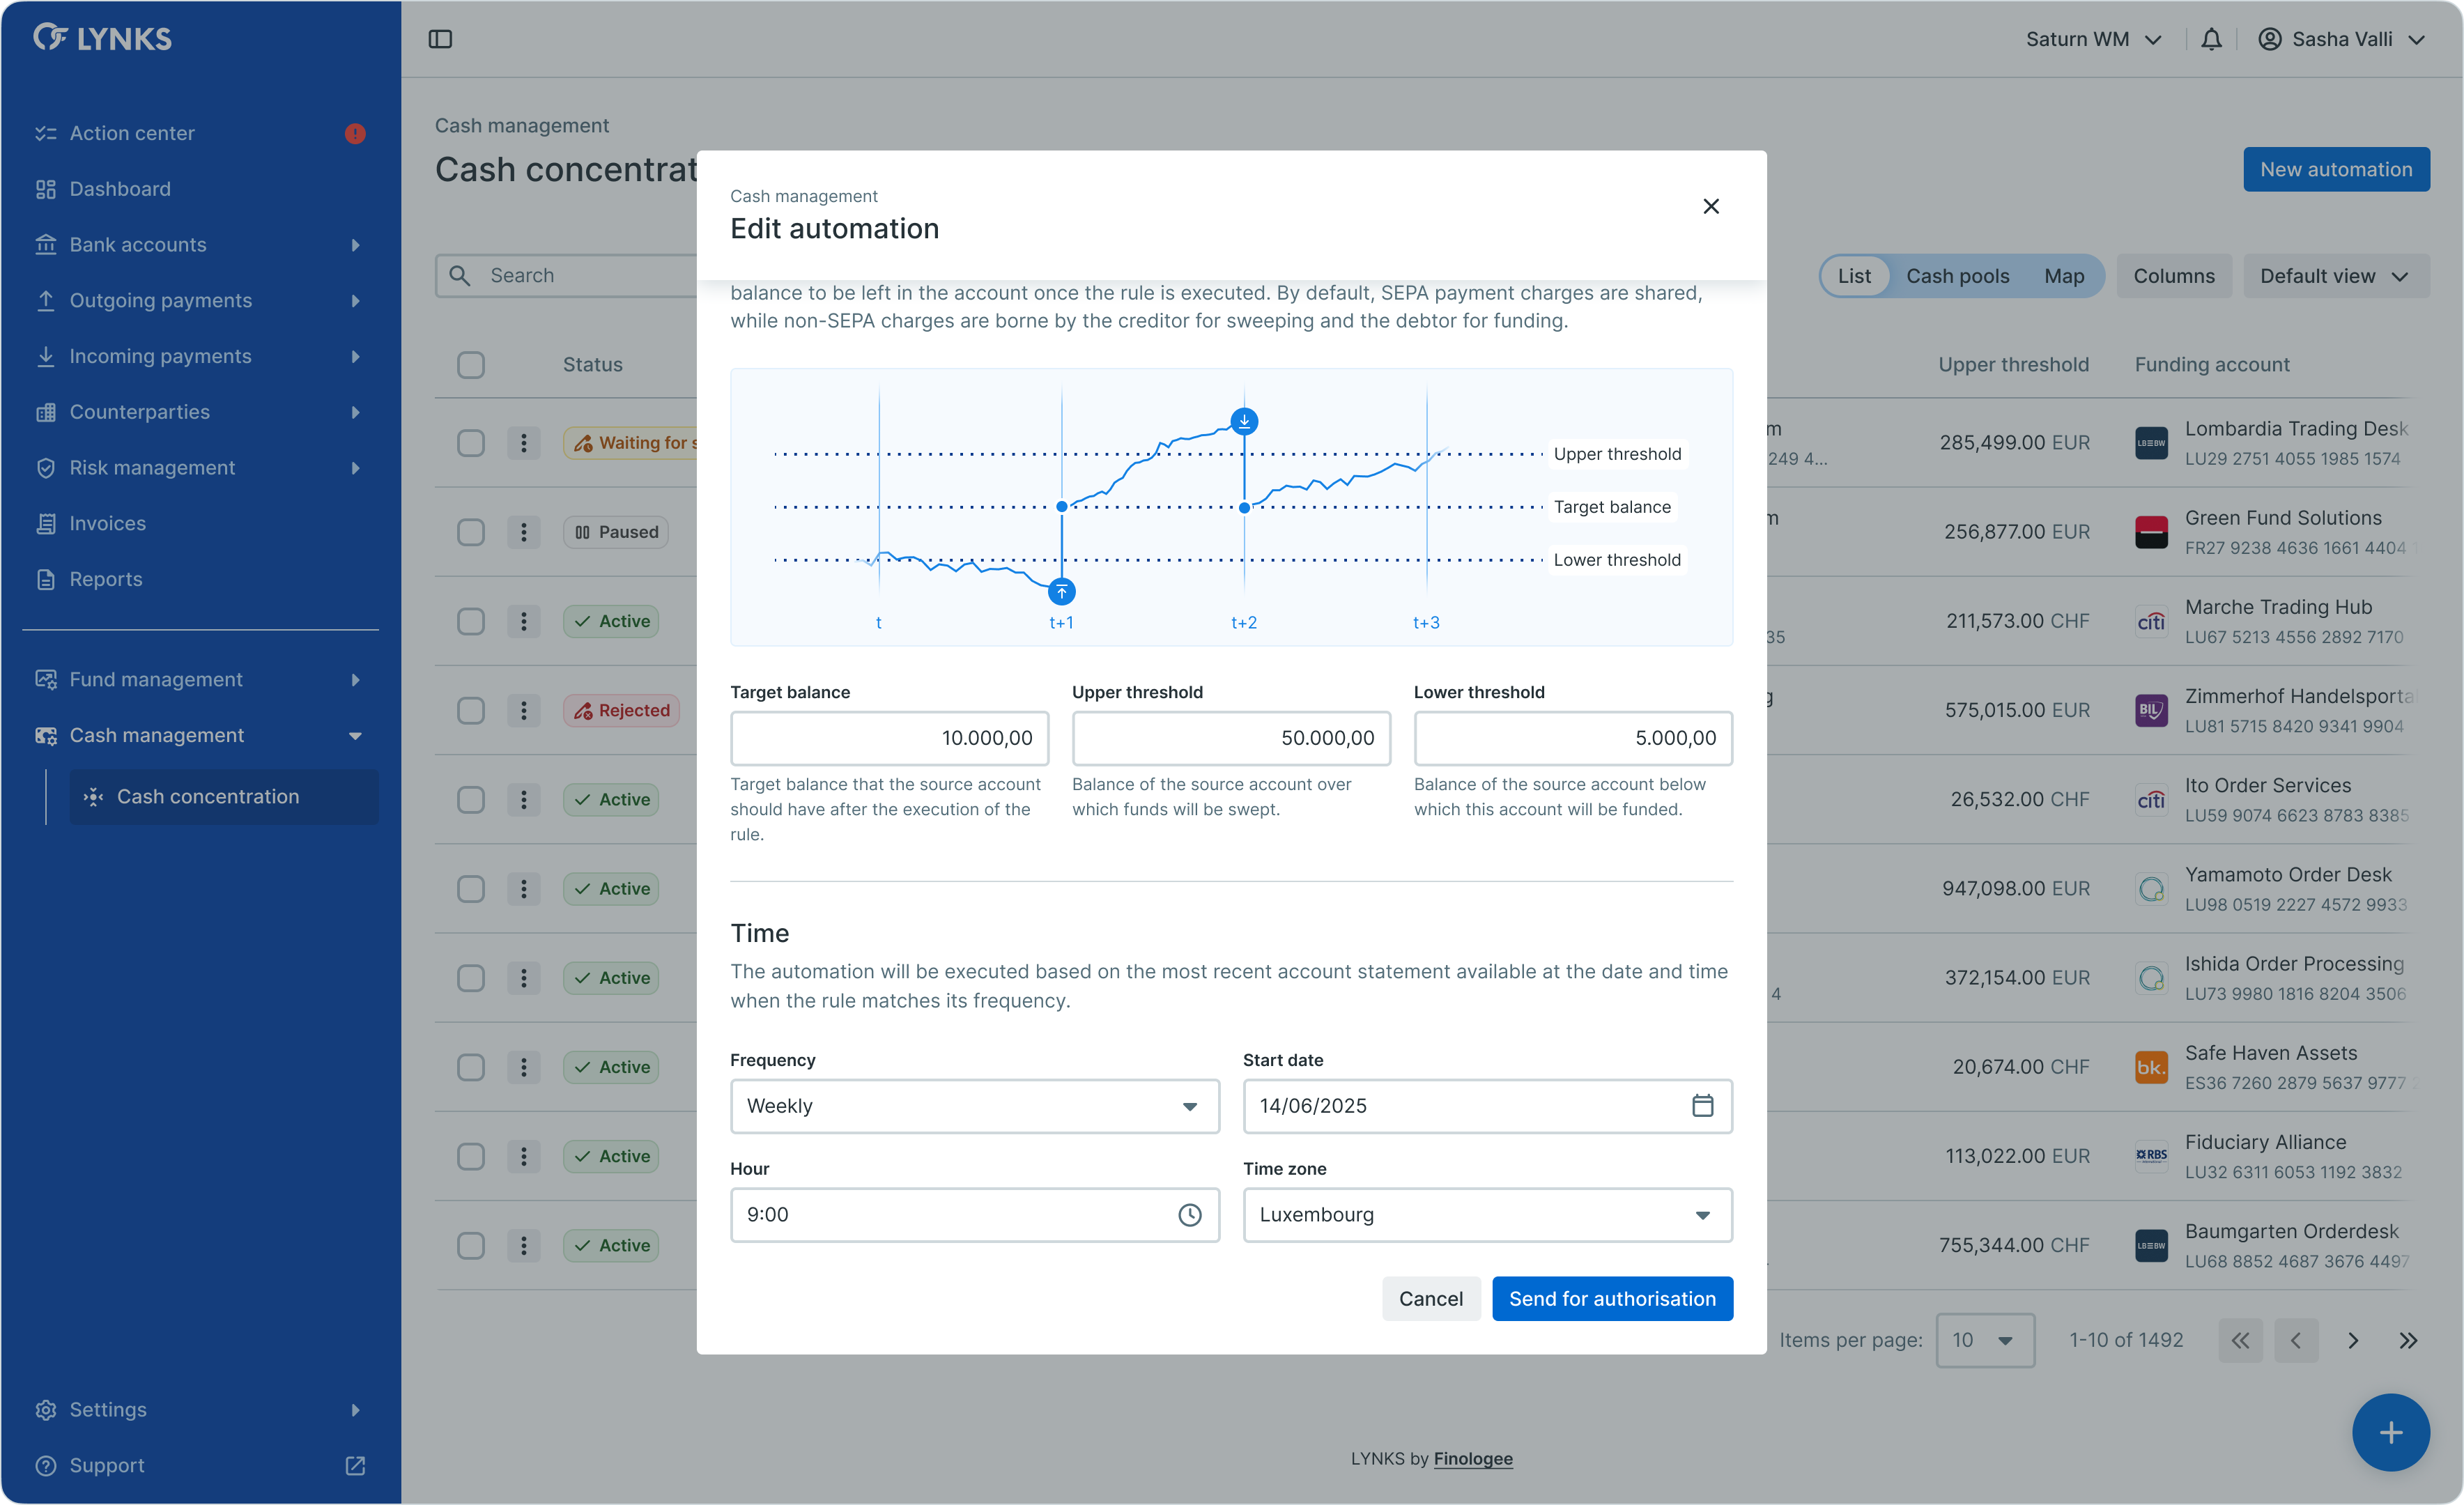 LYNKS
Saturn WM
Sasha Valli
Action center
Dashboard
Bank accounts
Outgoing payments
Incoming payments
Counterparties
Risk management
Invoices
Reports
Fund management
Cash management
Cash concentration
Settings
Support
Cash management
Cash concentrat
New automation
Search
List
Cash pools
Map
Columns
Default view
Status
Upper threshold
Funding account
Waiting for s
m
249 4...
285,499.00 EUR
LB≡BW
Lombardia Trading Desk
LU29 2751 4055 1985 1574
Paused
m
256,877.00 EUR
Green Fund Solutions
FR27 9238 4636 1661 4404 1
Active
35
211,573.00 CHF
citi
Marche Trading Hub
LU67 5213 4556 2892 7170
Rejected
g
575,015.00 EUR
BIL
Zimmerhof Handelsporta
LU81 5715 8420 9341 9904
Active
26,532.00 CHF
citi
Ito Order Services
LU59 9074 6623 8783 8385
Active
947,098.00 EUR
Yamamoto Order Desk
LU98 0519 2227 4572 9933
Active
4
372,154.00 EUR
Ishida Order Processing
LU73 9980 1816 8204 3506
Active
20,674.00 CHF
bk.
Safe Haven Assets
ES36 7260 2879 5637 9777 2
Active
113,022.00 EUR
RBS
Fiduciary Alliance
LU32 6311 6053 1192 3832
Active
755,344.00 CHF
LB≡BW
Baumgarten Orderdesk
LU68 8852 4687 3676 4497
Items per page:
10
1-10 of 1492
LYNKS by Finologee
Cash management
Edit automation
balance to be left in the account once the rule is executed. By default, SEPA payment charges are shared,
while non-SEPA charges are borne by the creditor for sweeping and the debtor for funding.
Upper threshold
Target balance
Lower threshold
t
t+1
t+2
t+3
Target balance
10.000,00
Target balance that the source account
should have after the execution of the
rule.
Upper threshold
50.000,00
Balance of the source account over
which funds will be swept.
Lower threshold
5.000,00
Balance of the source account below
which this account will be funded.
Time
The automation will be executed based on the most recent account statement available at the date and time
when the rule matches its frequency.
Frequency
Weekly
Start date
14/06/2025
Hour
9:00
Time zone
Luxembourg
Cancel
Send for authorisation